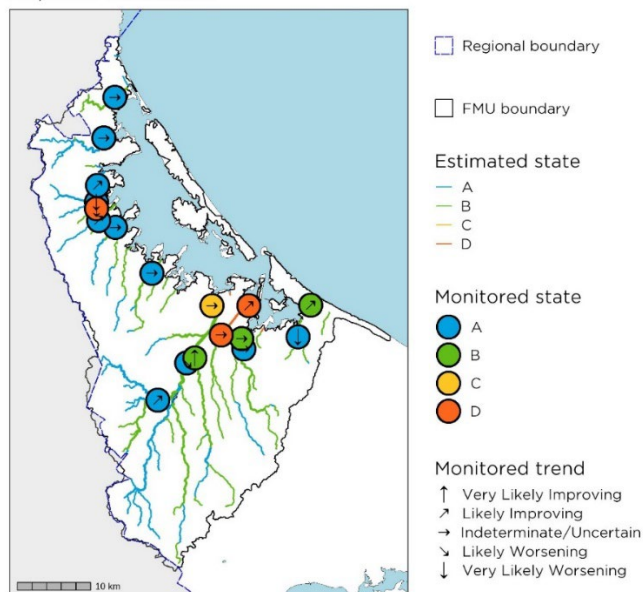 Regional boundary
FMU boundary
Estimated state
A
B
C
D
Monitored state
A
B
C
D
Monitored trend
↑ Very Likely Improving
↗ Likely Improving
→ Indeterminate/Uncertain
↘ Likely Worsening
↓ Very Likely Worsening
10 km